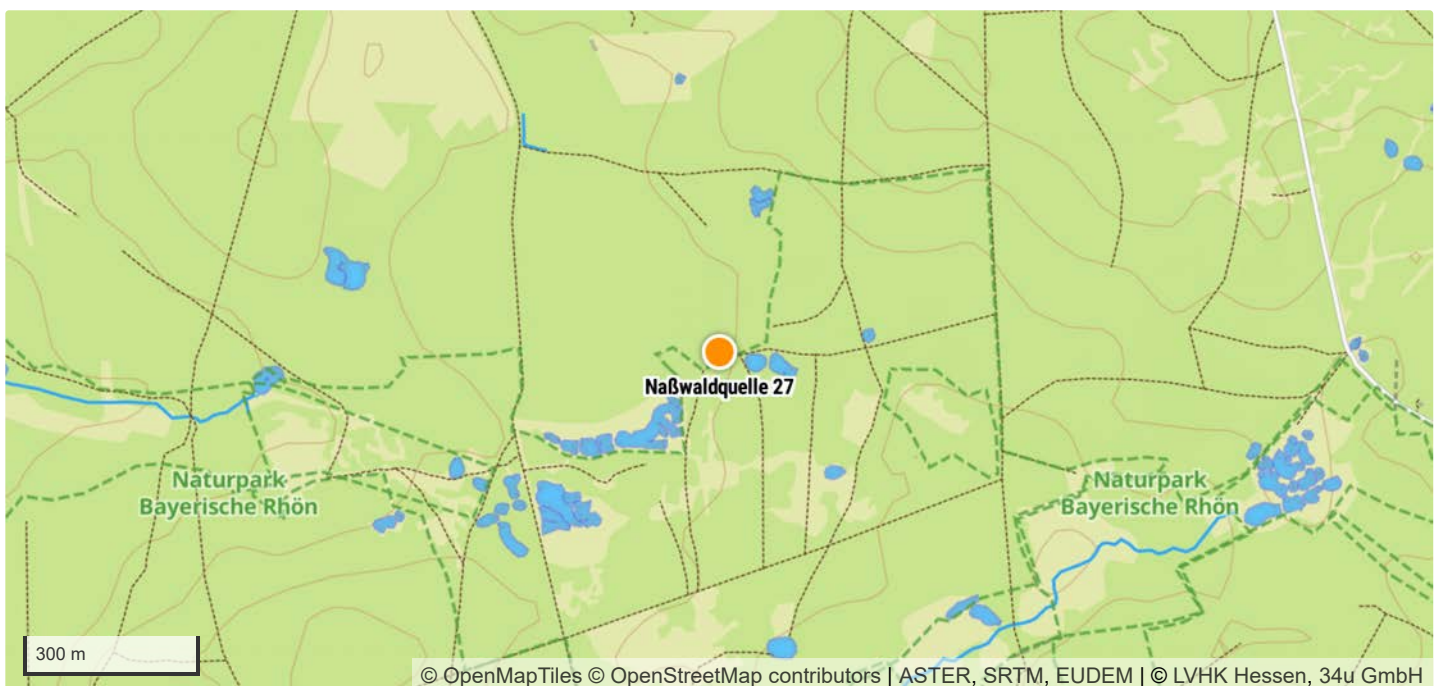 Naßwaldquelle 27
Naturpark
Bayerische Rhön
Naturpark
Bayerische Rhön
300 m
© OpenMapTiles © OpenStreetMap contributors | ASTER, SRTM, EUDEM | © LVHK Hessen, 34u GmbH